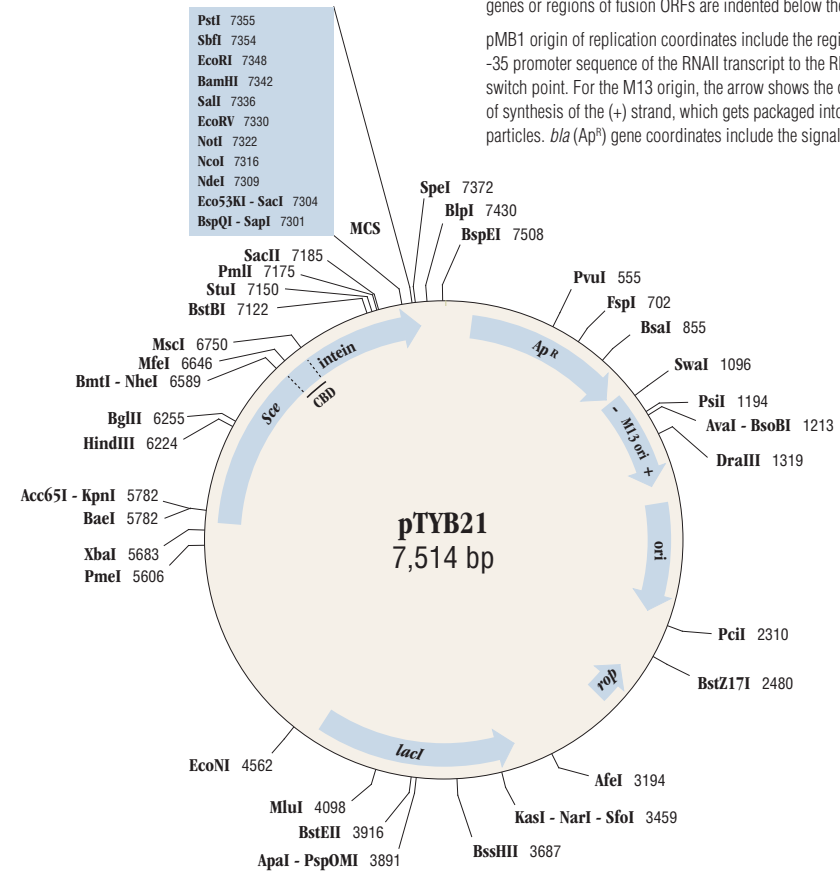 genes or regions of fusion ORFs are indented below the
pMB1 origin of replication coordinates include the regi
-35 promoter sequence of the RNAII transcript to the R
switch point. For the M13 origin, the arrow shows the
of synthesis of the (+) strand, which gets packaged into
particles. bla (ApR) gene coordinates include the signal
PstI 7355
SbfI 7354
EcoRI 7348
BamHI 7342
SalI 7336
EcoRV 7330
NotI 7322
NcoI 7316
NdeI 7309
Eco53KI - SacI 7304
BspQI - SapI 7301
MCS
SpeI 7372
BlpI 7430
BspEI 7508
SacII 7185
PmlI 7175
StuI 7150
BstBI 7122
MscI 6750
MfeI 6646
BmtI - NheI 6589
BglII 6255
HindIII 6224
Acc65I - KpnI 5782
BaeI 5782
XbaI 5683
PmeI 5606
PvuI 555
FspI 702
BsaI 855
SwaI 1096
PsiI 1194
AvaI - BsoBI 1213
DraIII 1319
Sce
intein
CBD
ApR
- M13 ori +
ori
rop
lacI
pTYB21
7,514 bp
PciI 2310
BstZ17I 2480
AfeI 3194
KasI - NarI - SfoI 3459
BssHII 3687
EcoNI 4562
MluI 4098
BstEII 3916
ApaI - PspOMI 3891